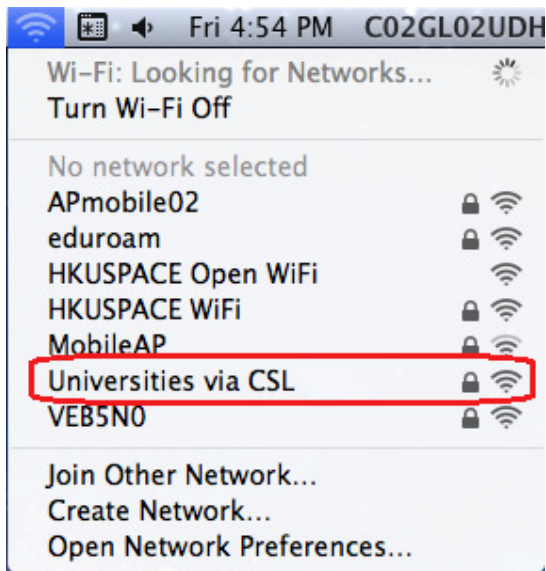 Fri 4:54 PM C02GL02UDH
Wi-Fi: Looking for Networks...
Turn Wi-Fi Off
No network selected
APmobile02
eduroam
HKUSPACE Open WiFi
HKUSPACE WiFi
MobileAP
Universities via CSL
VEB5N0
Join Other Network...
Create Network...
Open Network Preferences...